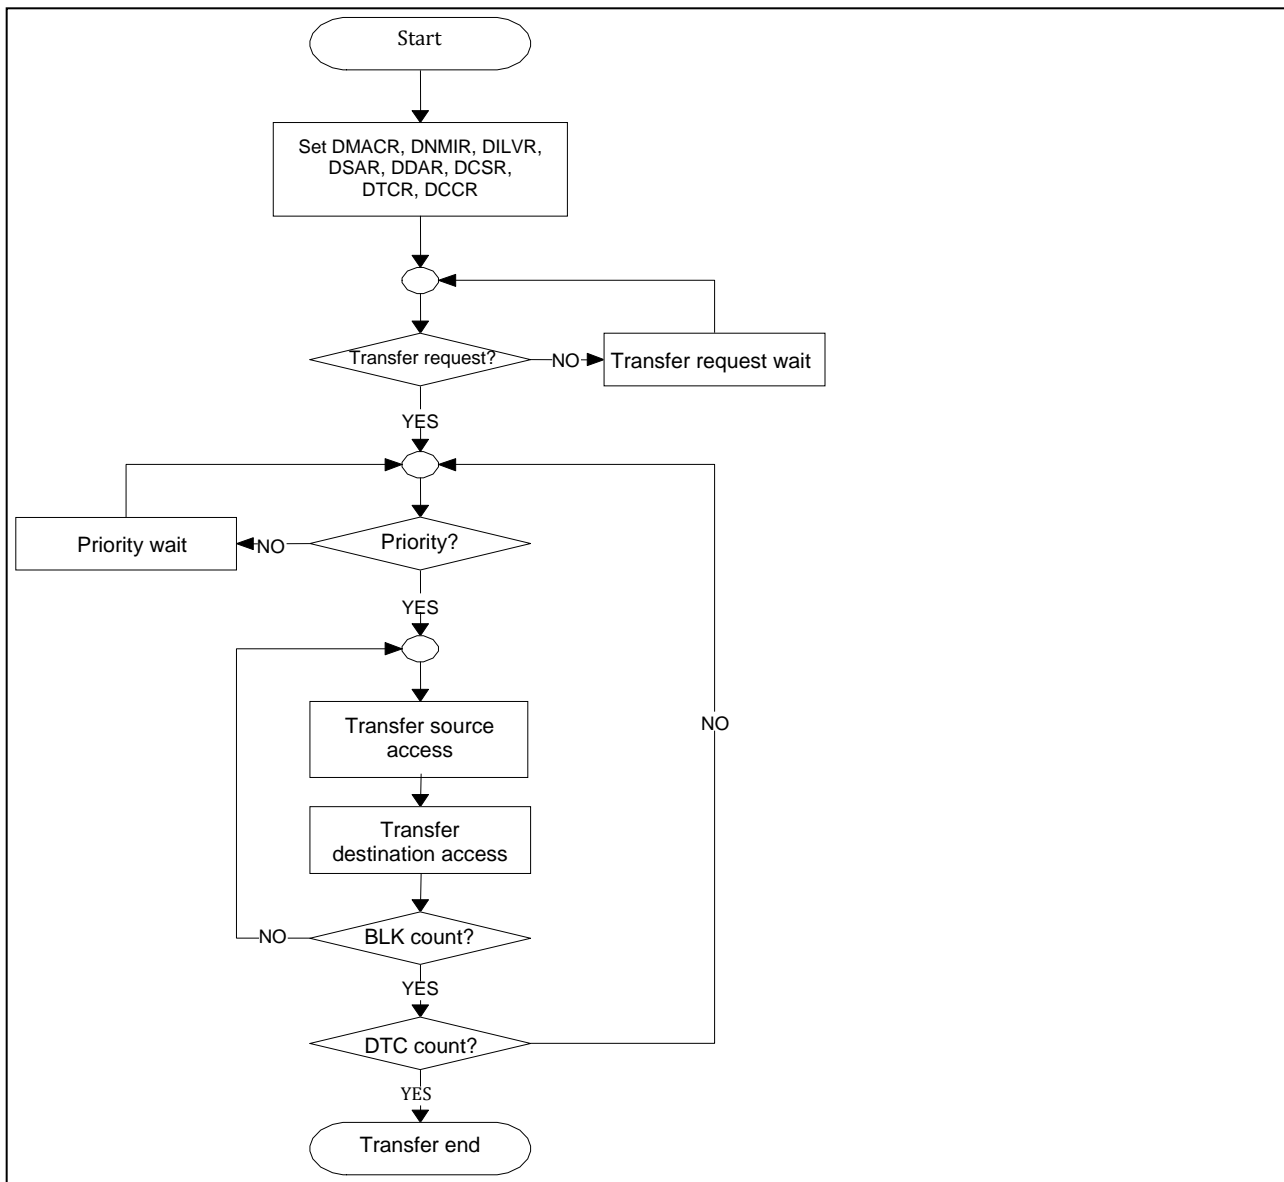 Start
Set DMACR, DNMIR, DILVR,
DSAR, DDAR, DCSR,
DTCR, DCCR
Transfer request?
NO
Transfer request wait
YES
Priority wait
NO
Priority?
YES
Transfer source
access
NO
Transfer
destination access
NO
BLK count?
YES
DTC count?
YES
Transfer end